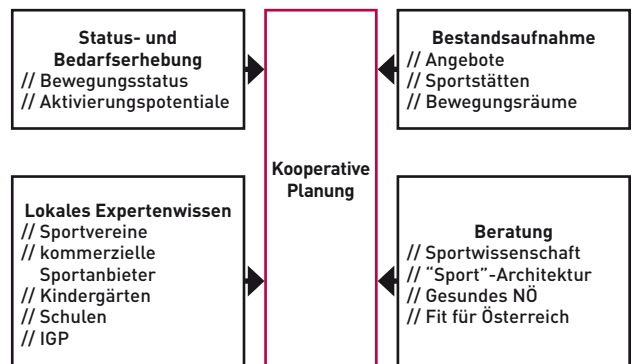 Status- und
Bedarfserhebung
// Bewegungsstatus
// Aktivierungspotentiale
Bestandsaufnahme
// Angebote
// Sportstätten
// Bewegungsräume
Kooperative
Planung
Lokales Expertenwissen
// Sportvereine
// kommerzielle
Sportanbieter
// Kindergärten
// Schulen
// IGP
Beratung
// Sportwissenschaft
// "Sport"-Architektur
// Gesundes NÖ
// Fit für Österreich